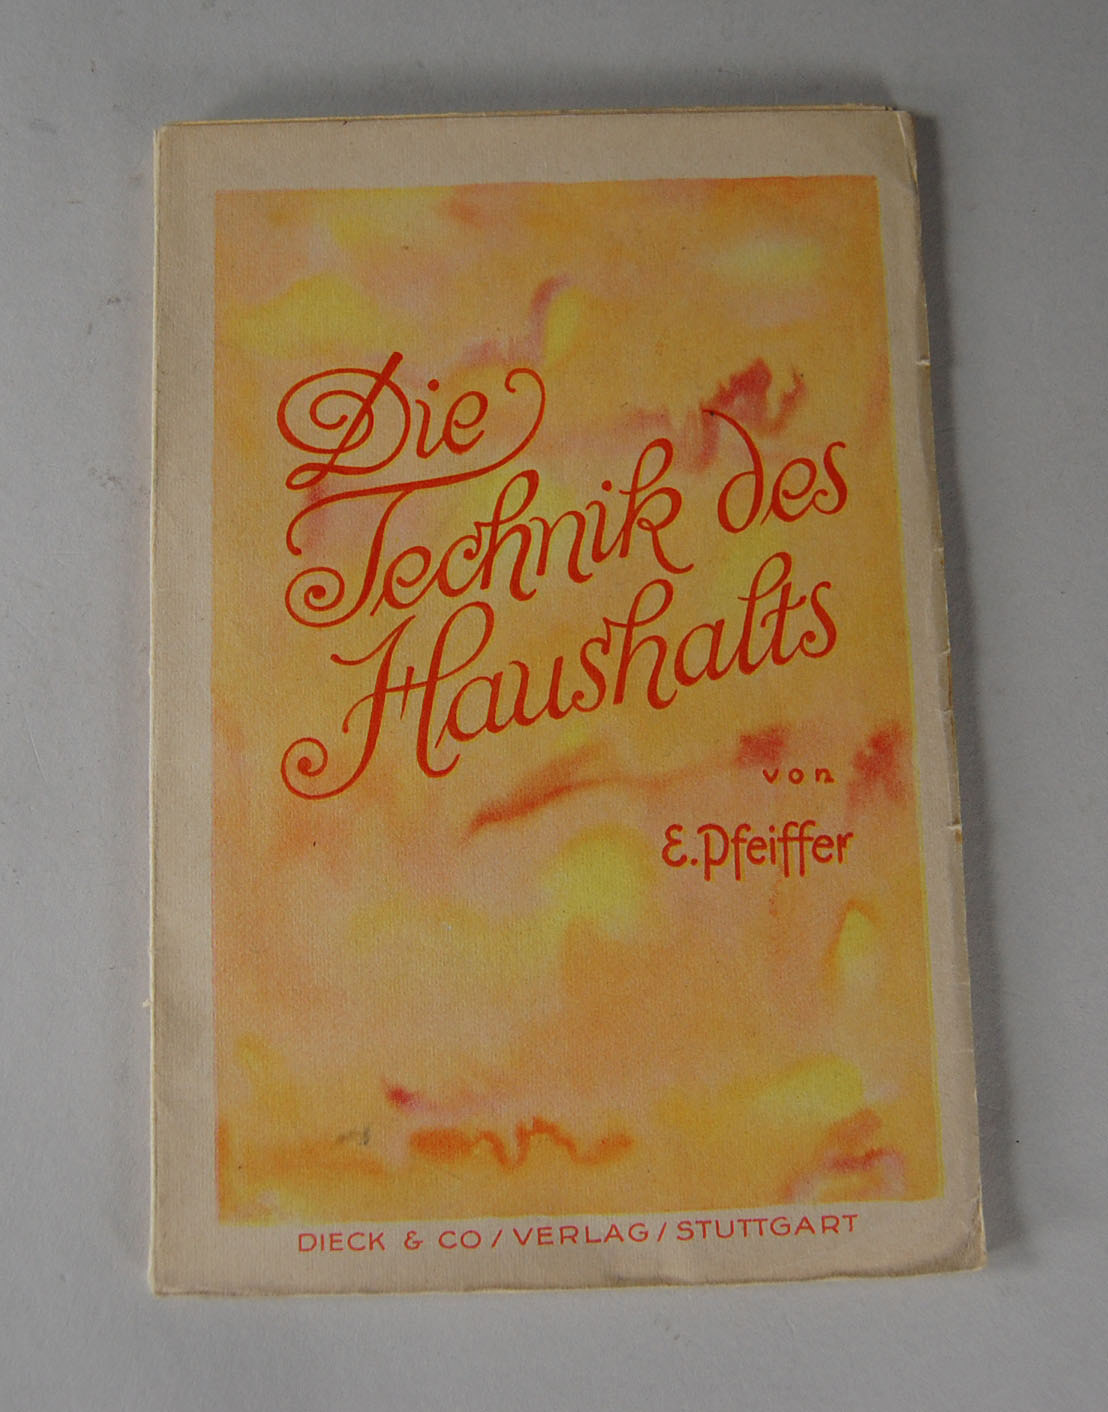 Die
Technik des
Haushalts
von
E. Pfeiffer
DIECK & CO / VERLAG / STUTTGART